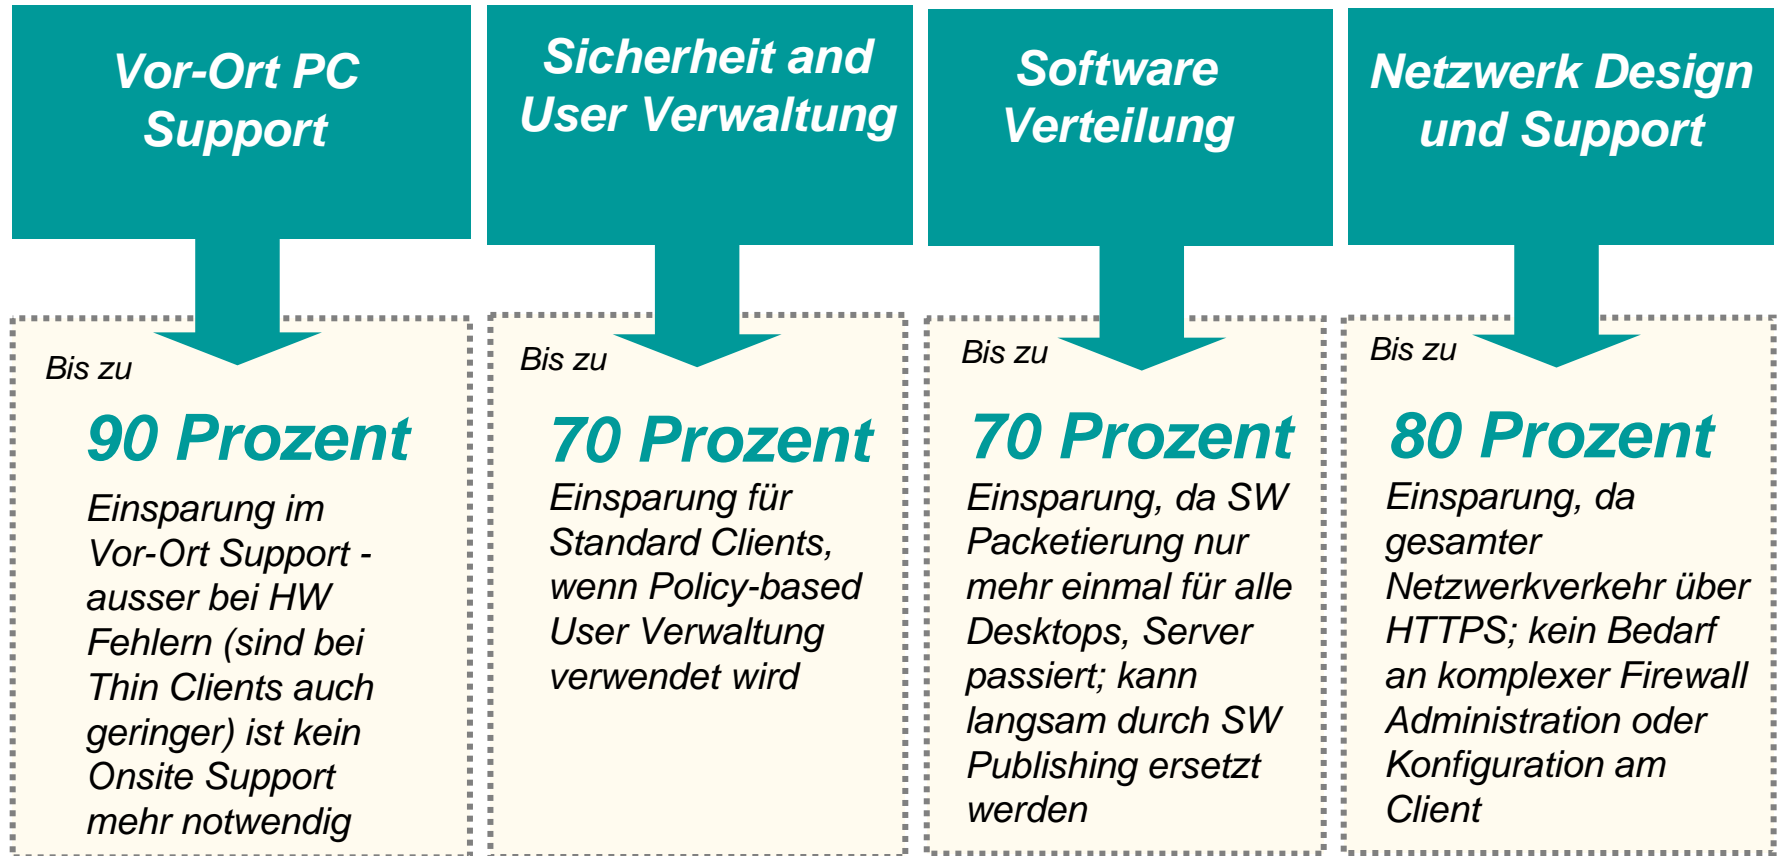 Vor-Ort PC
Support
Sicherheit and
User Verwaltung
Software
Verteilung
Netzwerk Design
und Support
Bis zu
90 Prozent
Einsparung im
Vor-Ort Support -
ausser bei HW
Fehlern (sind bei
Thin Clients auch
geringer) ist kein
Onsite Support
mehr notwendig
Bis zu
70 Prozent
Einsparung für
Standard Clients,
wenn Policy-based
User Verwaltung
verwendet wird
Bis zu
70 Prozent
Einsparung, da SW
Packetierung nur
mehr einmal für alle
Desktops, Server
passiert; kann
langsam durch SW
Publishing ersetzt
werden
Bis zu
80 Prozent
Einsparung, da
gesamter
Netzwerkverkehr über
HTTPS; kein Bedarf
an komplexer Firewall
Administration oder
Konfiguration am
Client